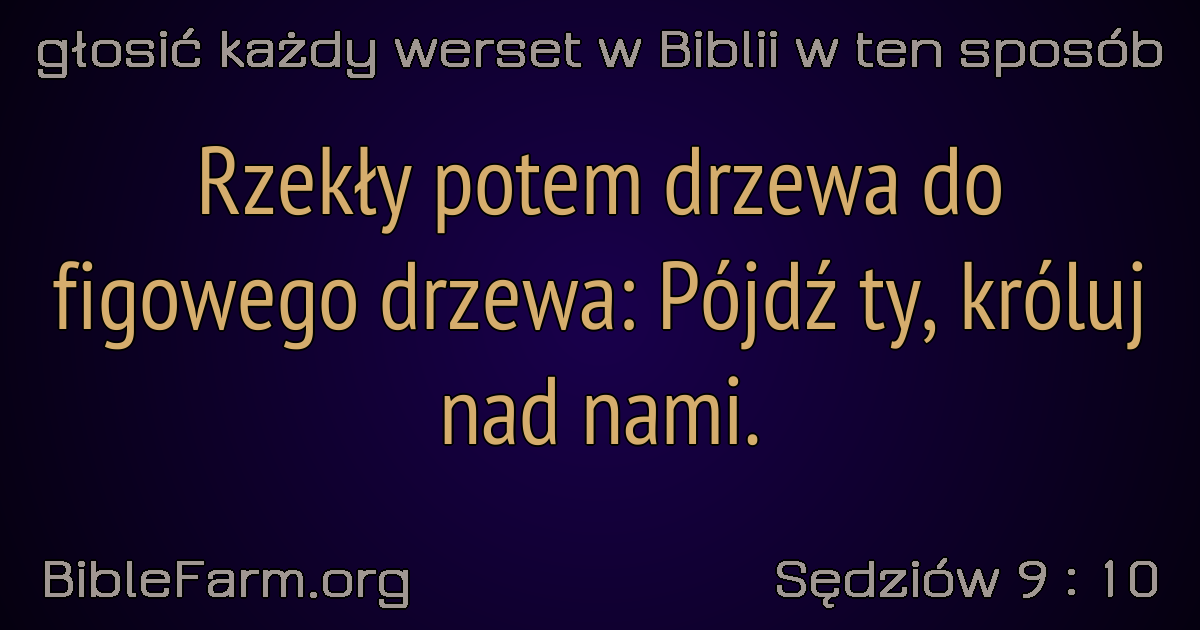 głosić każdy werset w Biblii w ten sposób
Rzekły potem drzewa do
figowego drzewa: Pójdź ty, króluj
nad nami.
BibleFarm.org
Sędziów 9 : 10